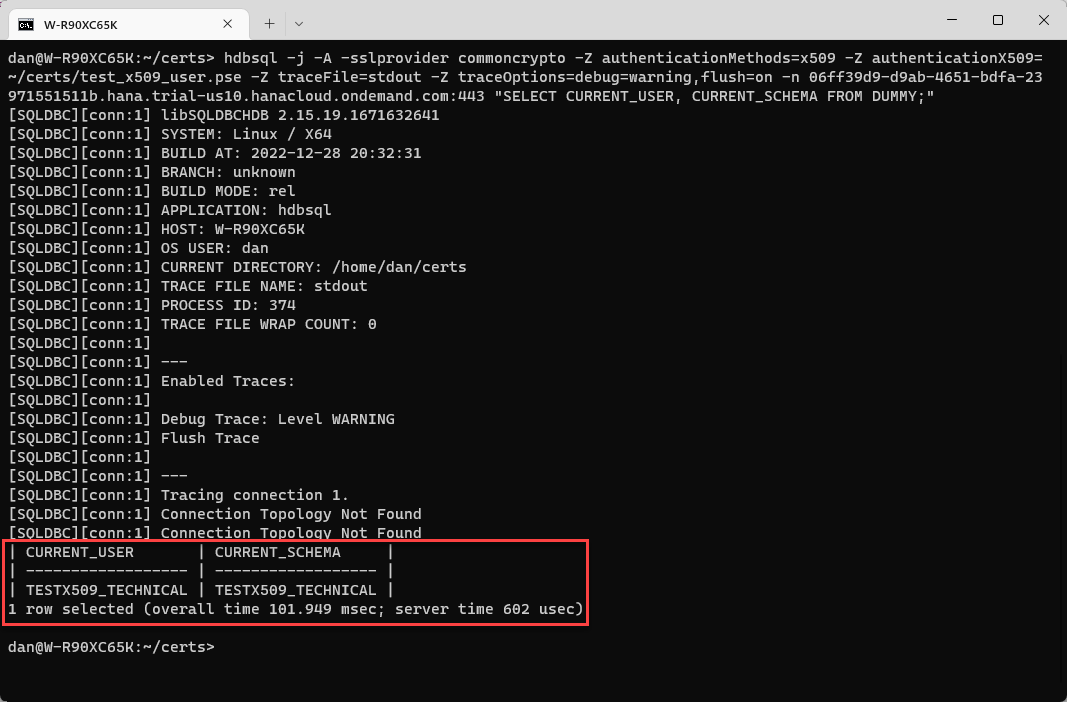 W-R90XC65K
dan@W-R90XC65K:~/certs> hdbsql -j -A -sslprovider commoncrypto -Z authenticationMethods=x509 -Z authenticationX509=
~/certs/test_x509_user.pse -Z traceFile=stdout -Z traceOptions=debug=warning,flush=on -n 06ff39d9-d9ab-4651-bdfa-23
971551511b.hana.trial-us10.hanacloud.ondemand.com:443 "SELECT CURRENT_USER, CURRENT_SCHEMA FROM DUMMY;"
[SQLDBC][conn:1] libSQLDBCHDB 2.15.19.1671632641
[SQLDBC][conn:1] SYSTEM: Linux / X64
[SQLDBC][conn:1] BUILD AT: 2022-12-28 20:32:31
[SQLDBC][conn:1] BRANCH: unknown
[SQLDBC][conn:1] BUILD MODE: rel
[SQLDBC][conn:1] APPLICATION: hdbsql
[SQLDBC][conn:1] HOST: W-R90XC65K
[SQLDBC][conn:1] OS USER: dan
[SQLDBC][conn:1] CURRENT DIRECTORY: /home/dan/certs
[SQLDBC][conn:1] TRACE FILE NAME: stdout
[SQLDBC][conn:1] PROCESS ID: 374
[SQLDBC][conn:1] TRACE FILE WRAP COUNT: 0
[SQLDBC][conn:1]
[SQLDBC][conn:1] ---
[SQLDBC][conn:1] Enabled Traces:
[SQLDBC][conn:1]
[SQLDBC][conn:1] Debug Trace: Level WARNING
[SQLDBC][conn:1] Flush Trace
[SQLDBC][conn:1]
[SQLDBC][conn:1] ---
[SQLDBC][conn:1] Tracing connection 1.
[SQLDBC][conn:1] Connection Topology Not Found
[SQLDBC][conn:1] Connection Topology Not Found
| CURRENT_USER       | CURRENT_SCHEMA     |
| ------------------ | ------------------ |
| TESTX509_TECHNICAL | TESTX509_TECHNICAL |
1 row selected (overall time 101.949 msec; server time 602 usec)
dan@W-R90XC65K:~/certs>